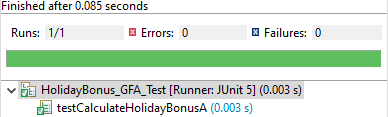 Finished after 0.085 seconds
Runs: 1/1 Errors: 0 Failures: 0
HolidayBonus_GFA_Test [Runner: JUnit 5] (0.003 s)
testCalculateHolidayBonusA (0.003 s)